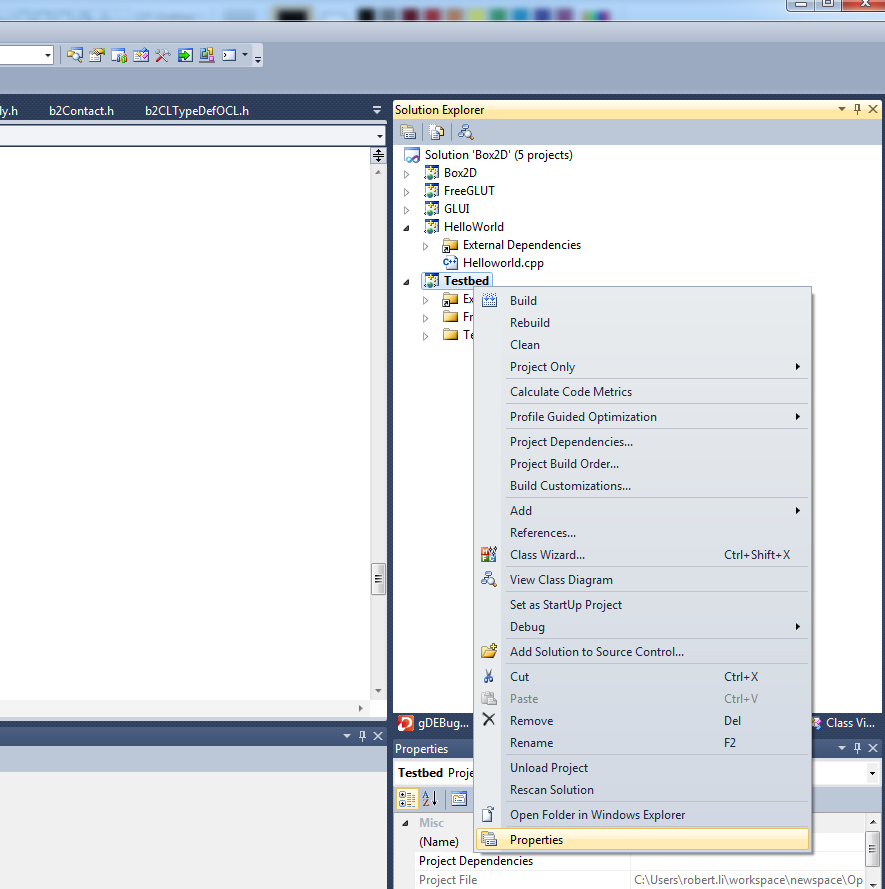 ly.h b2Contact.h b2CLTypeDefOCL.h
Solution Explorer
Solution 'Box2D' (5 projects)
Box2D
FreeGLUT
GLUI
HelloWorld
External Dependencies
Helloworld.cpp
Testbed
Ex
Fr
Te
Build
Rebuild
Clean
Project Only
Calculate Code Metrics
Profile Guided Optimization
Project Dependencies...
Project Build Order...
Build Customizations...
Add
References...
Class Wizard... Ctrl+Shift+X
View Class Diagram
Set as StartUp Project
Debug
Add Solution to Source Control...
Cut Ctrl+X
Paste Ctrl+V
Remove Del
Rename F2
Unload Project
Rescan Solution
Open Folder in Windows Explorer
Properties
gDEBug... Class Vi...
Properties
Testbed Proje
Misc
(Name)
Project Dependencies
Project File C:\Users\robert.li\workspace\newspace\Op